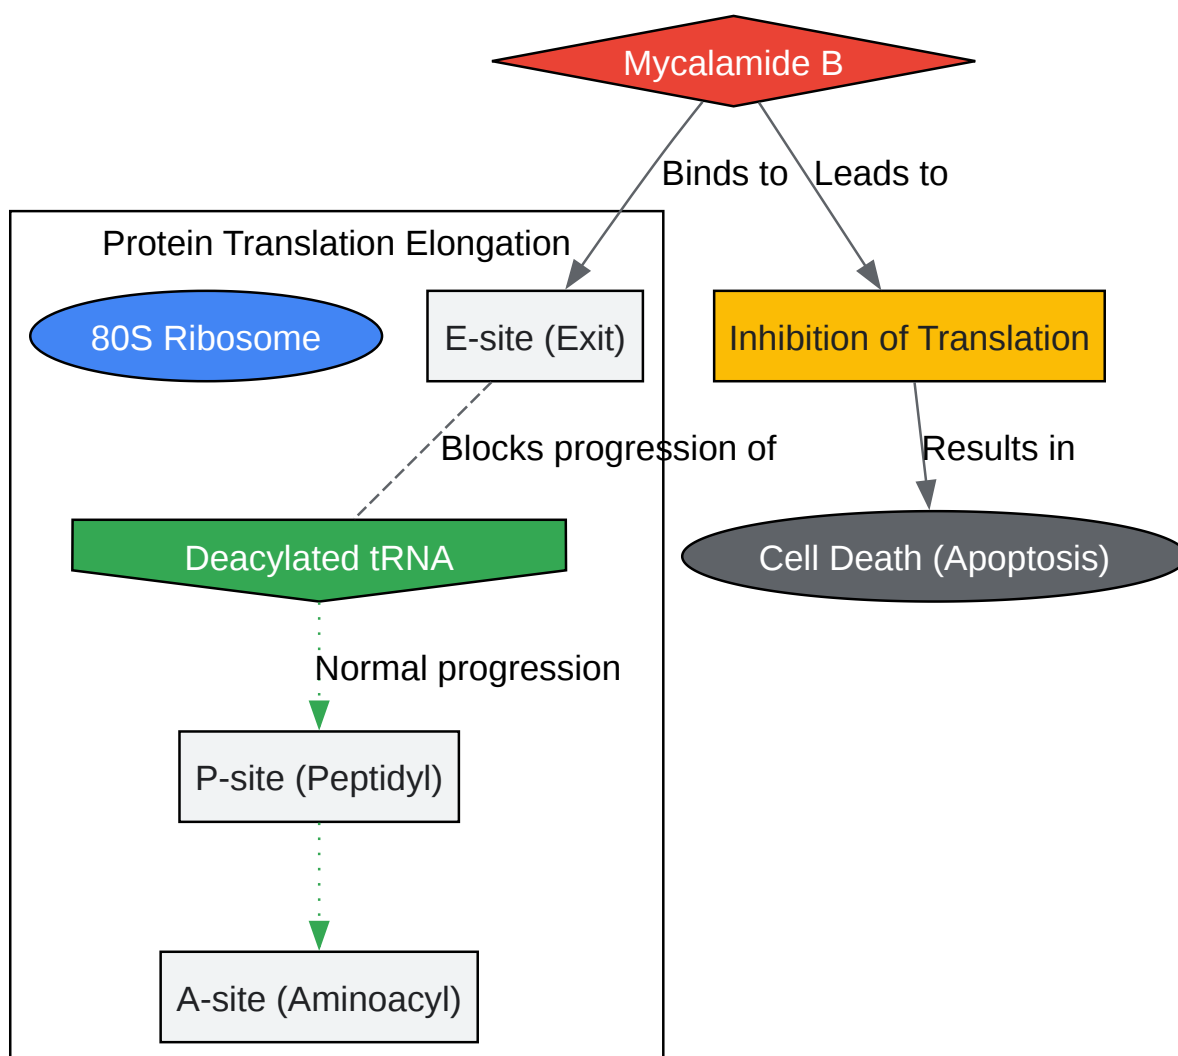 Mycalamide B
Binds to
Leads to
Protein Translation Elongation
80S Ribosome
E-site (Exit)
Inhibition of Translation
Blocks progression of
Results in
Deacylated tRNA
Cell Death (Apoptosis)
Normal progression
P-site (Peptidyl)
A-site (Aminoacyl)